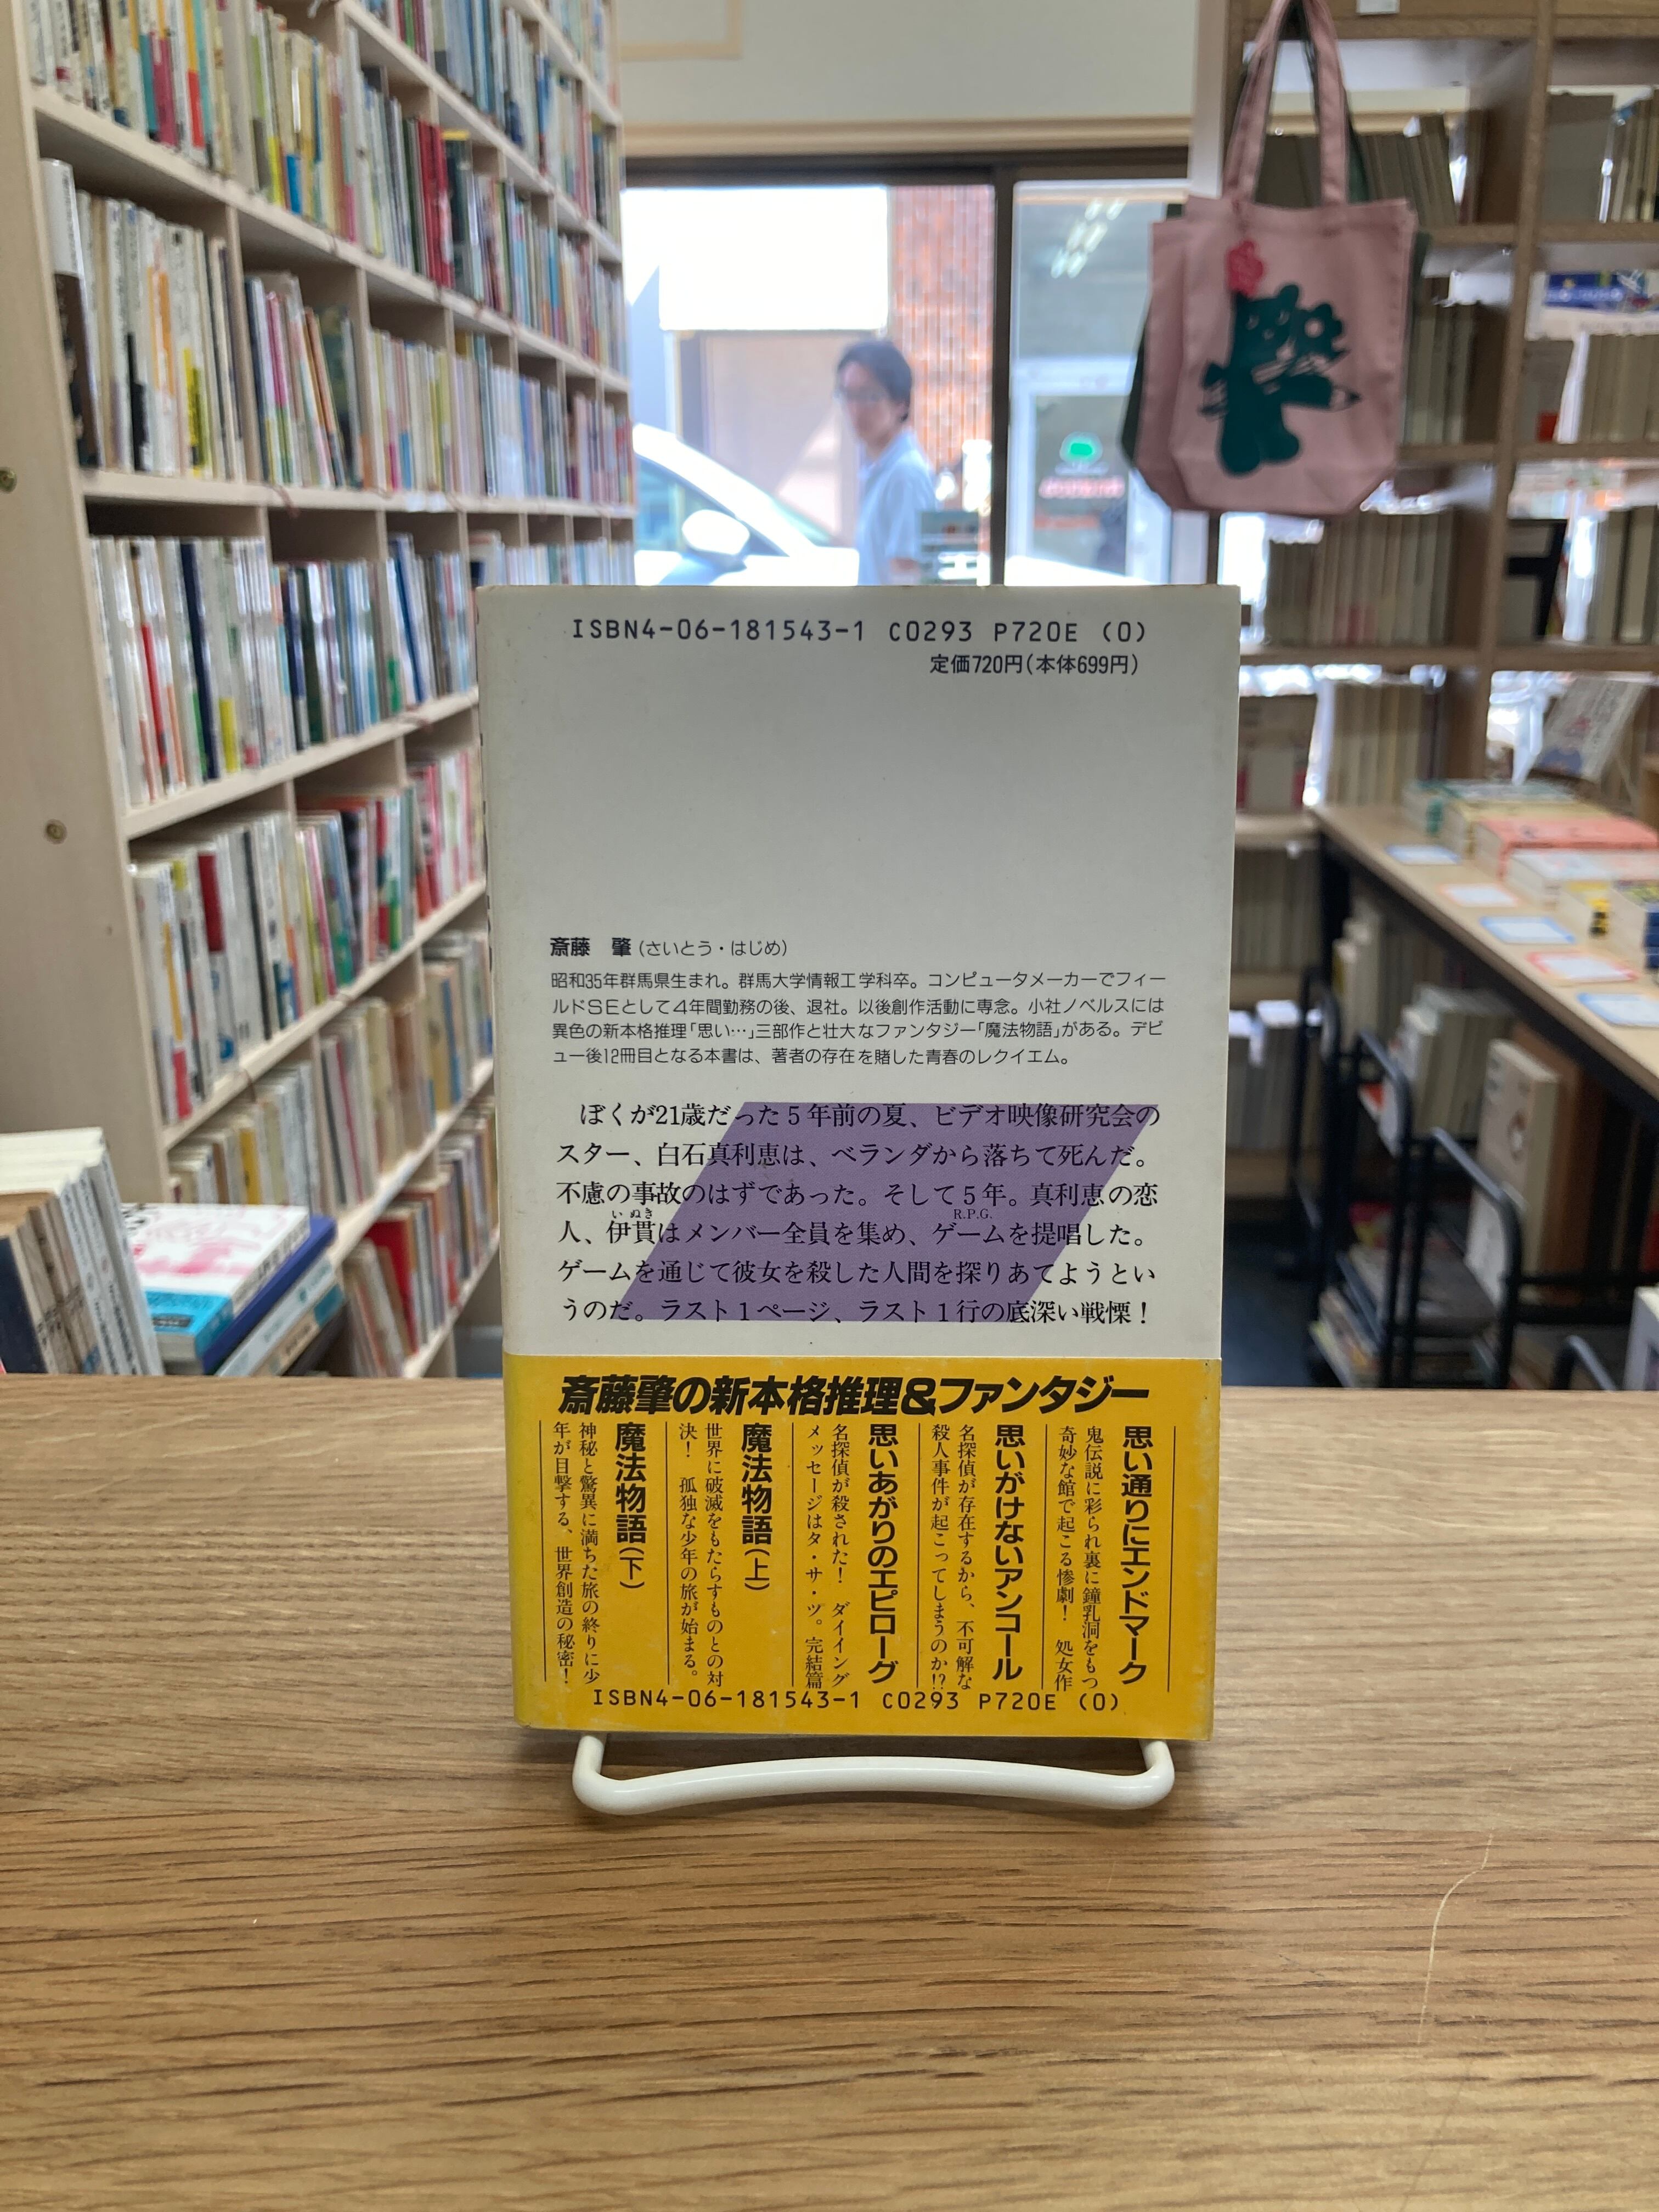 ISBN4-06-181543-1 C0293 P720E (0)
定価720円(本体699円)
斎藤 肇(さいとう・はじめ)
昭和35年群馬県生まれ。群馬大学情報工学科卒。コンピュータメーカーでフィー
ルドSEとして4年間勤務の後、退社。以後創作活動に専念。小社ノベルスには
異色の新本格推理「思い…」三部作と壮大なファンタジー「魔法物語」がある。デビ
ュー後12冊目となる本書は、著者の存在を賭した青春のレクイエム。
ぼくが21歳だった5年前の夏、ビデオ映像研究会の
スター、白石真利恵は、ベランダから落ちて死んだ。
不慮の事故のはずであった。そして5年。真利恵の恋
いぬき R.P.G.
人、伊貫はメンバー全員を集め、ゲームを提唱した。
ゲームを通じて彼女を殺した人間を探りあてようとい
うのだ。ラスト1ページ、ラスト1行の底深い戦慄!
斎藤肇の新本格推理&ファンタジー
思い通りにエンドマーク
鬼伝説に彩られ裏に鐘乳洞をもつ
奇妙な館で起こる惨劇! 処女作
思いがけないアンコール
名探偵が存在するから、不可解な
殺人事件が起こってしまうのか!?
思いあがりのエピローグ
名探偵が殺された! ダイイング
メッセージはタ・サ・ツ。完結篇
魔法物語(上)
世界に破滅をもたらすものとの対
決! 孤独な少年の旅が始まる。
魔法物語(下)
神秘と驚異に満ちた旅の終りに少
年が目撃する、世界創造の秘密!
ISBN4-06-181543-1 C0293 P720E (0)